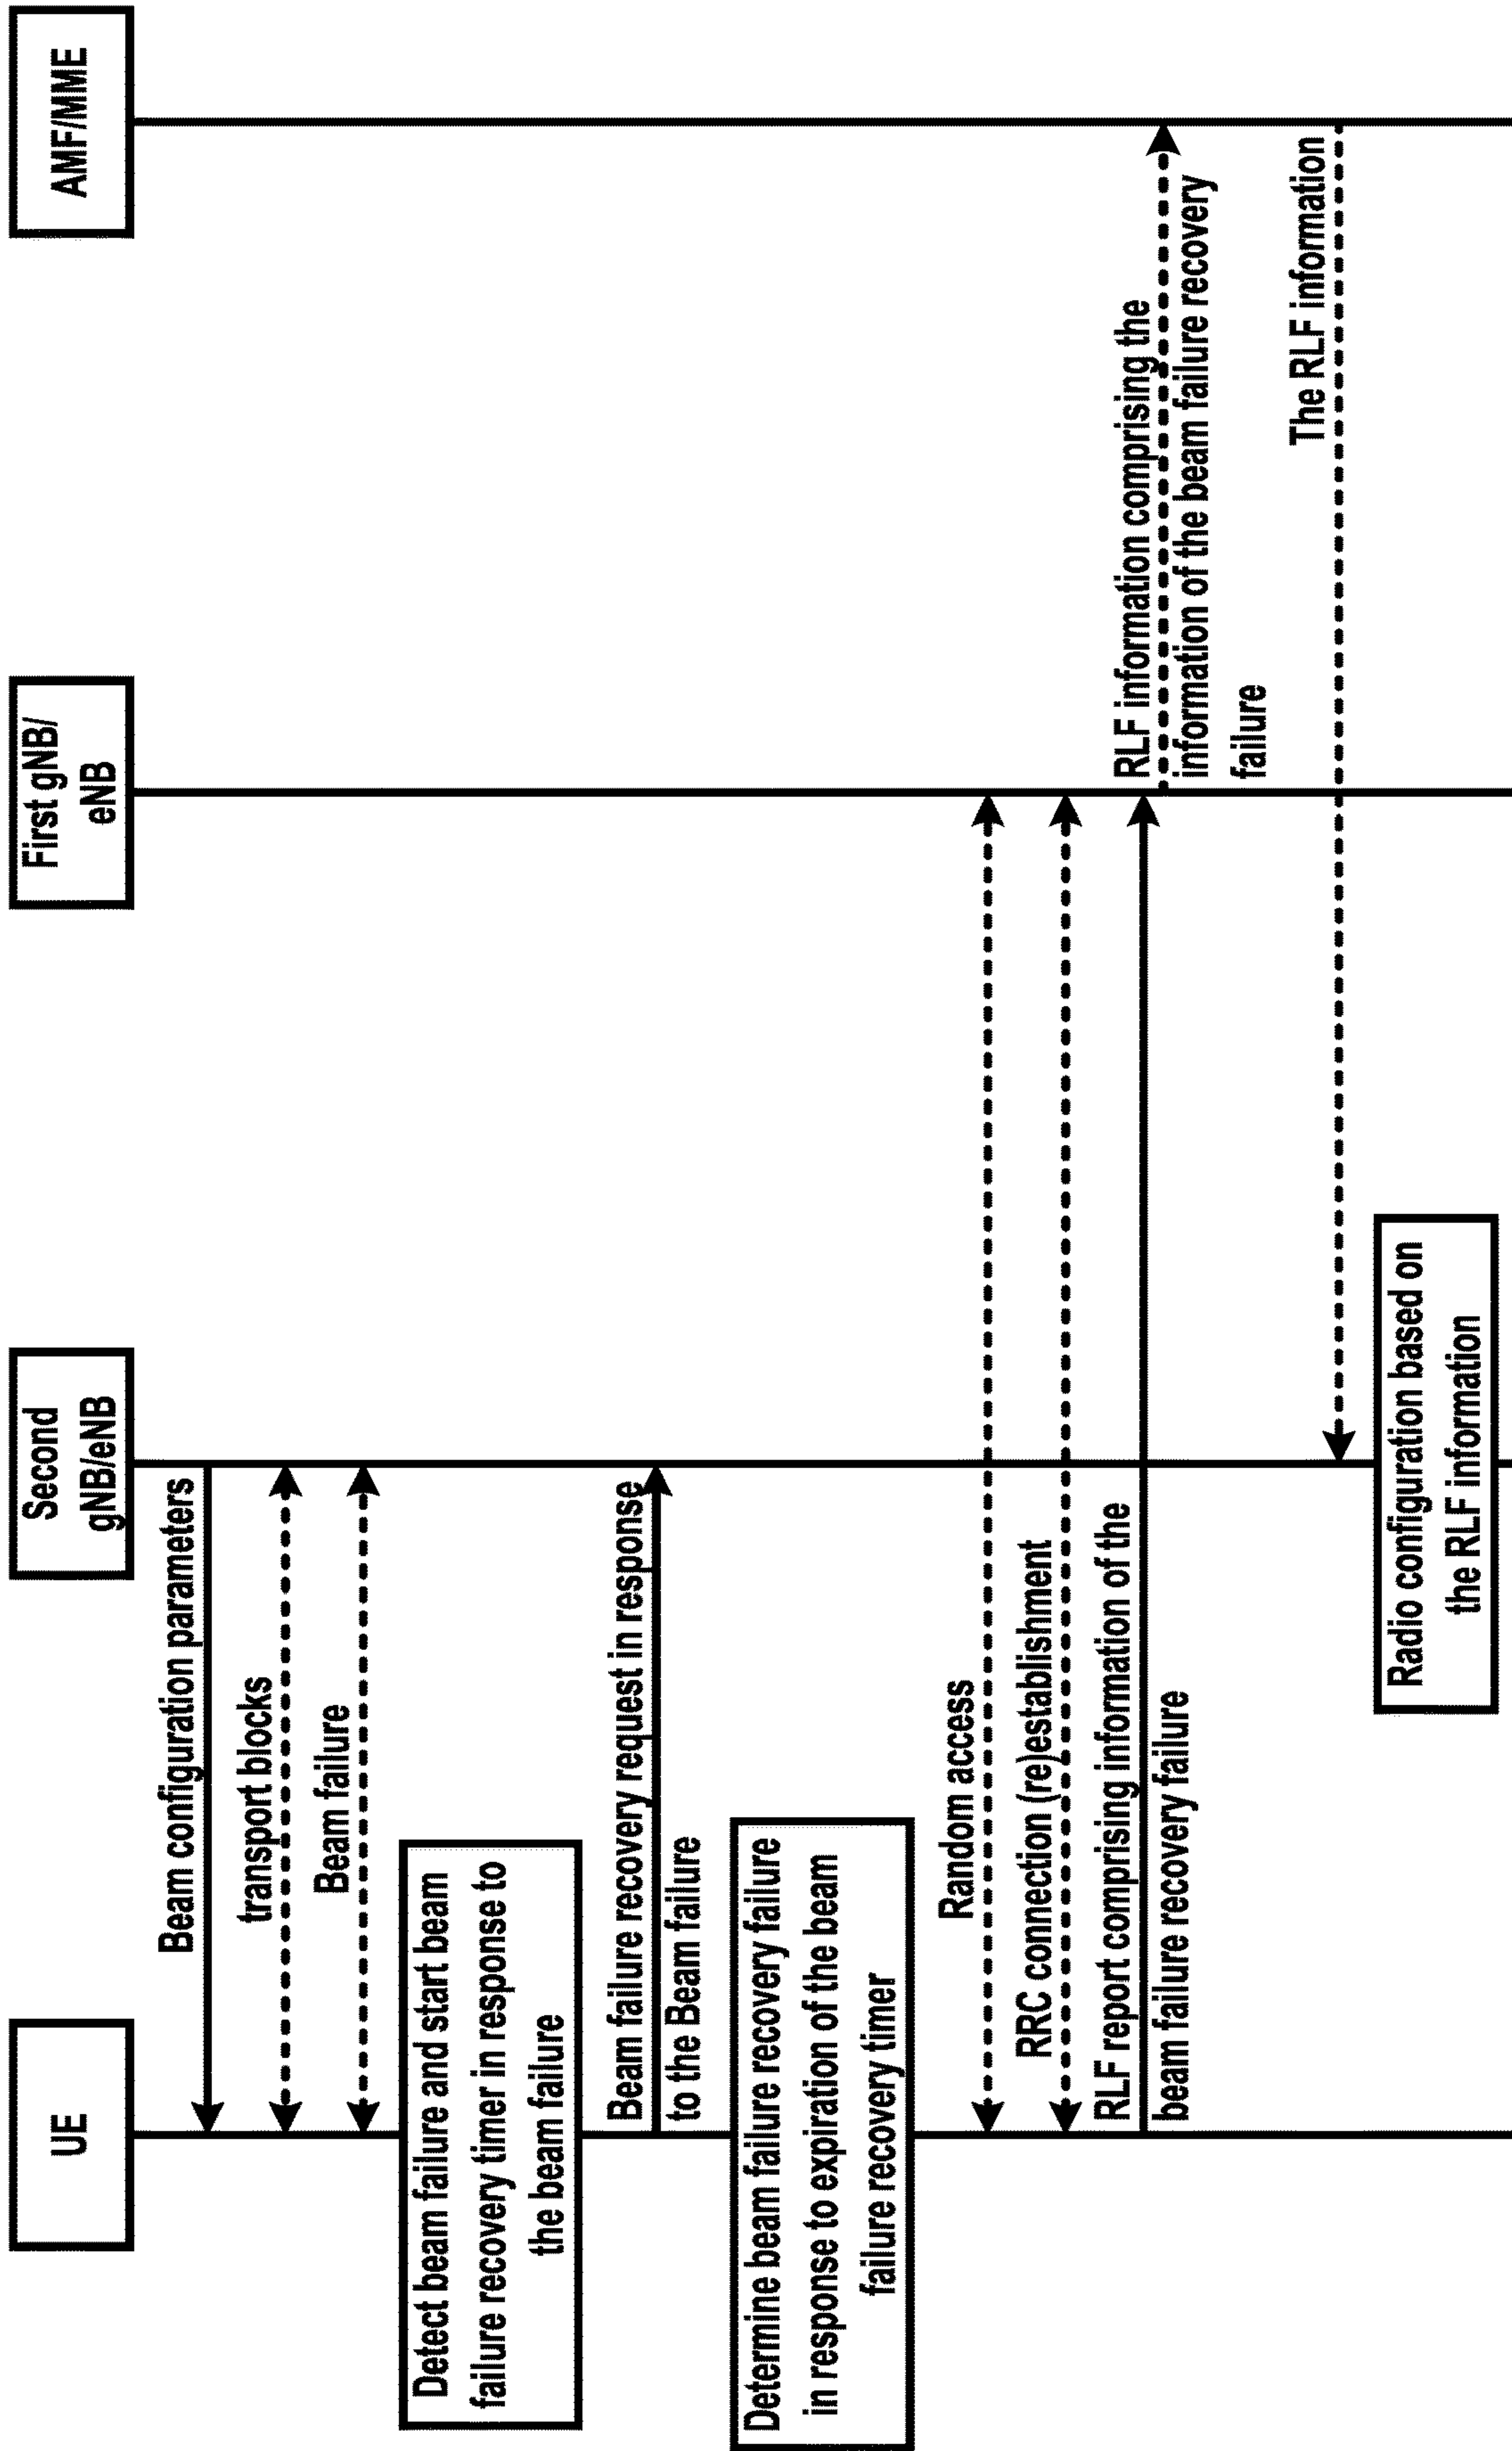 UE
Second
gNB/eNB
First gNB/
eNB
AMF/MME
Beam configuration parameters
transport blocks
Beam failure
Detect beam failure and start beam
failure recovery timer in response to
the beam failure
Beam failure recovery request in response
to the Beam failure
Determine beam failure recovery failure
in response to expiration of the beam
failure recovery timer
Random access
RRC connection (re)establishment
RLF report comprising information of the
beam failure recovery failure
RLF information comprising the
information of the beam failure recovery
failure
The RLF information
Radio configuration based on
the RLF information